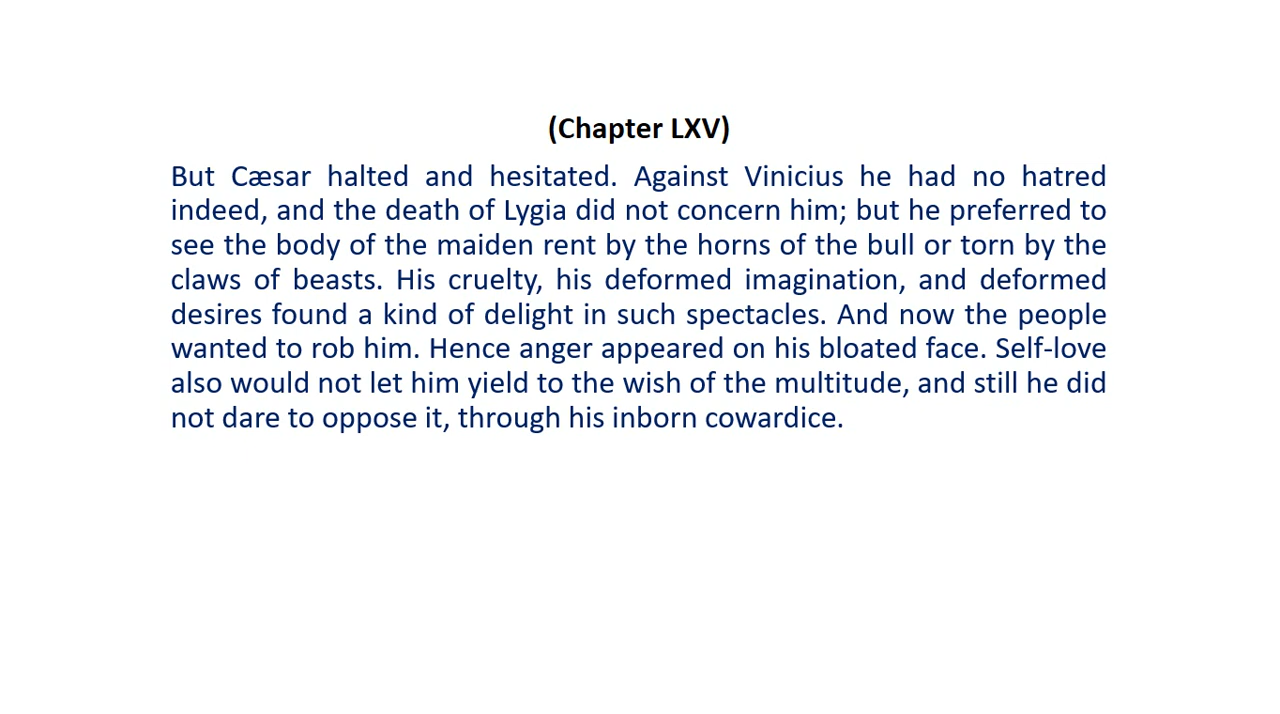 (Chapter LXV)
But Cæsar halted and hesitated. Against Vinicius he had no hatred
indeed, and the death of Lygia did not concern him; but he preferred to
see the body of the maiden rent by the horns of the bull or torn by the
claws of beasts. His cruelty, his deformed imagination, and deformed
desires found a kind of delight in such spectacles. And now the people
wanted to rob him. Hence anger appeared on his bloated face. Self-love
also would not let him yield to the wish of the multitude, and still he did
not dare to oppose it, through his inborn cowardice.